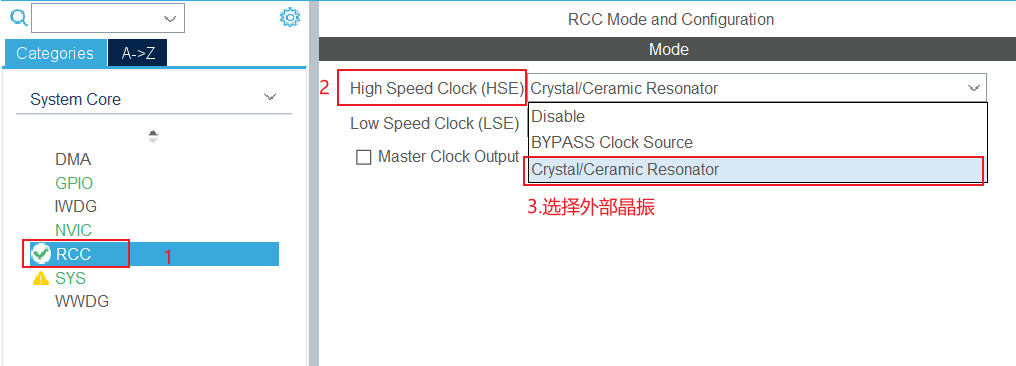 RCC Mode and Configuration
Categories
A->Z
Mode
System Core
2
High Speed Clock (HSE)
Crystal/Ceramic Resonator
Low Speed Clock (LSE)
Disable
BYPASS Clock Source
Master Clock Output
Crystal/Ceramic Resonator
3.选择外部晶振
DMA
GPIO
IWDG
NVIC
RCC
1
SYS
WWDG